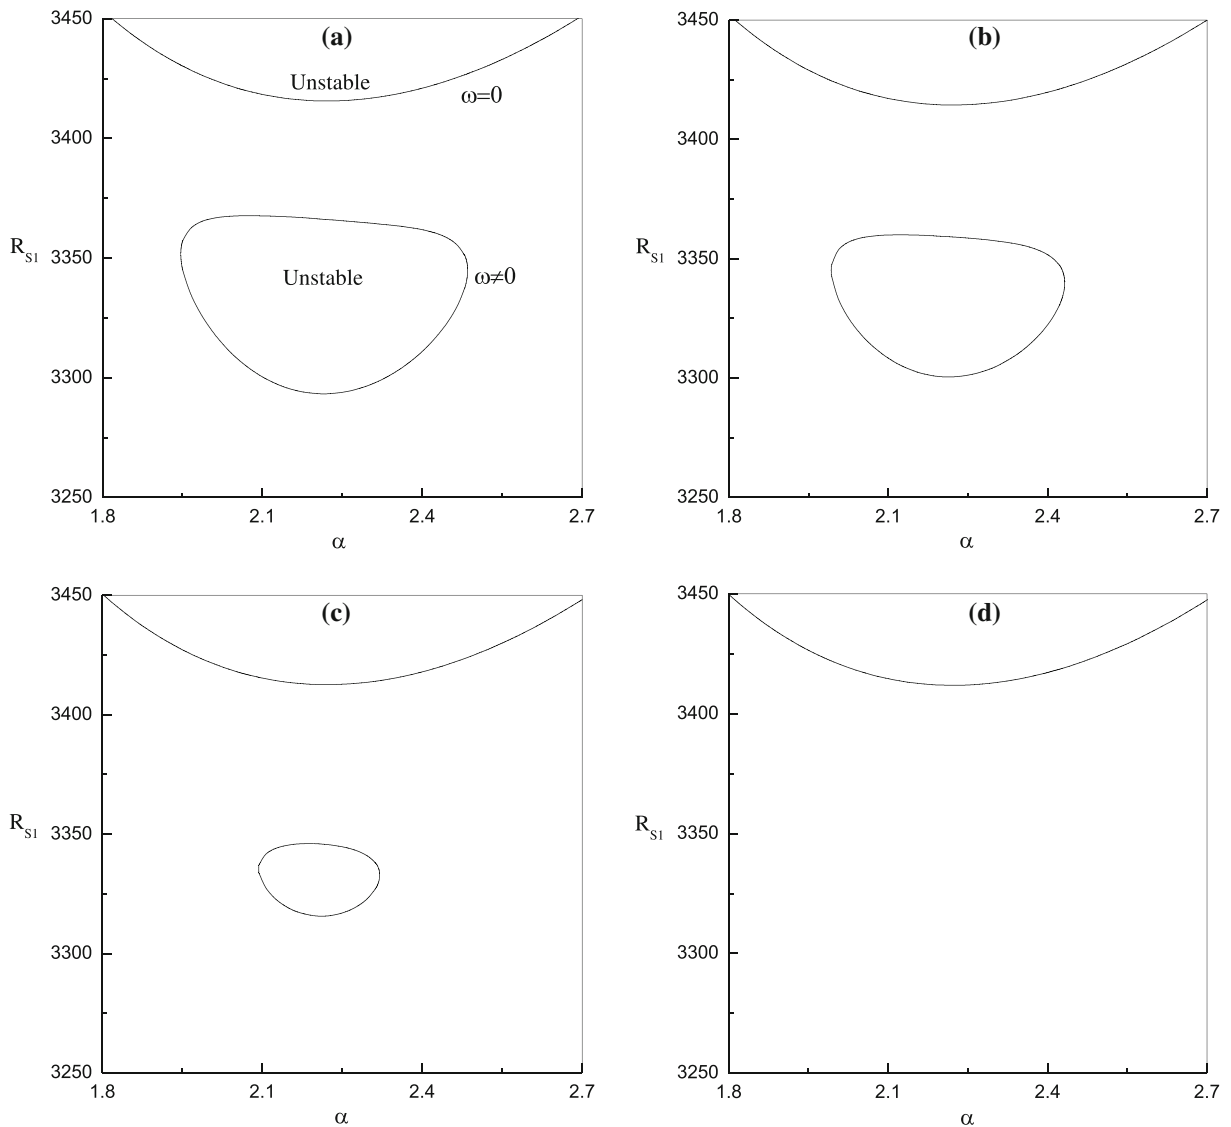 3450
(a)
Unstable
ω=0
3400
R_S1
3350
Unstable
ω≠0
3300
3250
1.8
2.1
2.4
2.7
α
3450
(b)
3400
R_S1
3350
3300
3250
1.8
2.1
2.4
2.7
α
3450
(c)
3400
R_S1
3350
3300
3250
1.8
2.1
2.4
2.7
α
3450
(d)
3400
R_S1
3350
3300
3250
1.8
2.1
2.4
2.7
α